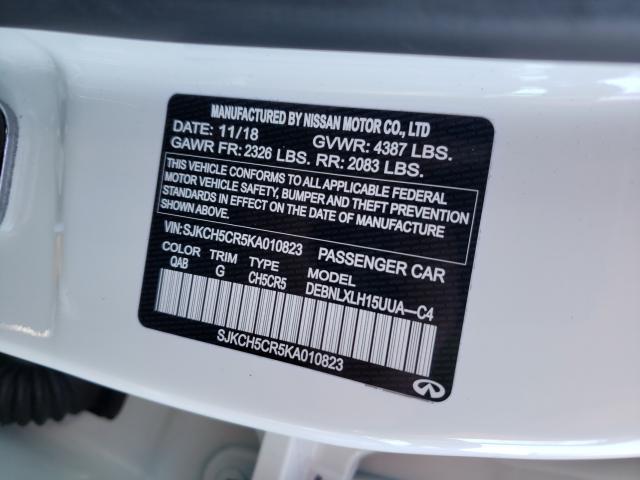 MANUFACTURED BY NISSAN MOTOR CO., LTD
DATE: 11/18 GVWR: 4387 LBS.
GAWR FR: 2326 LBS. RR: 2083 LBS.
THIS VEHICLE CONFORMS TO ALL APPLICABLE FEDERAL
MOTOR VEHICLE SAFETY, BUMPER AND THEFT PREVENTION
STANDARDS IN EFFECT ON THE DATE OF MANUFACTURE
SHOWN ABOVE.
VIN: SJKCH5CR5KA010823 PASSENGER CAR
COLOR TRIM TYPE MODEL
QAB G CH5CR5 DEBNLXLH15UUA-C4
SJKCH5CR5KA010823